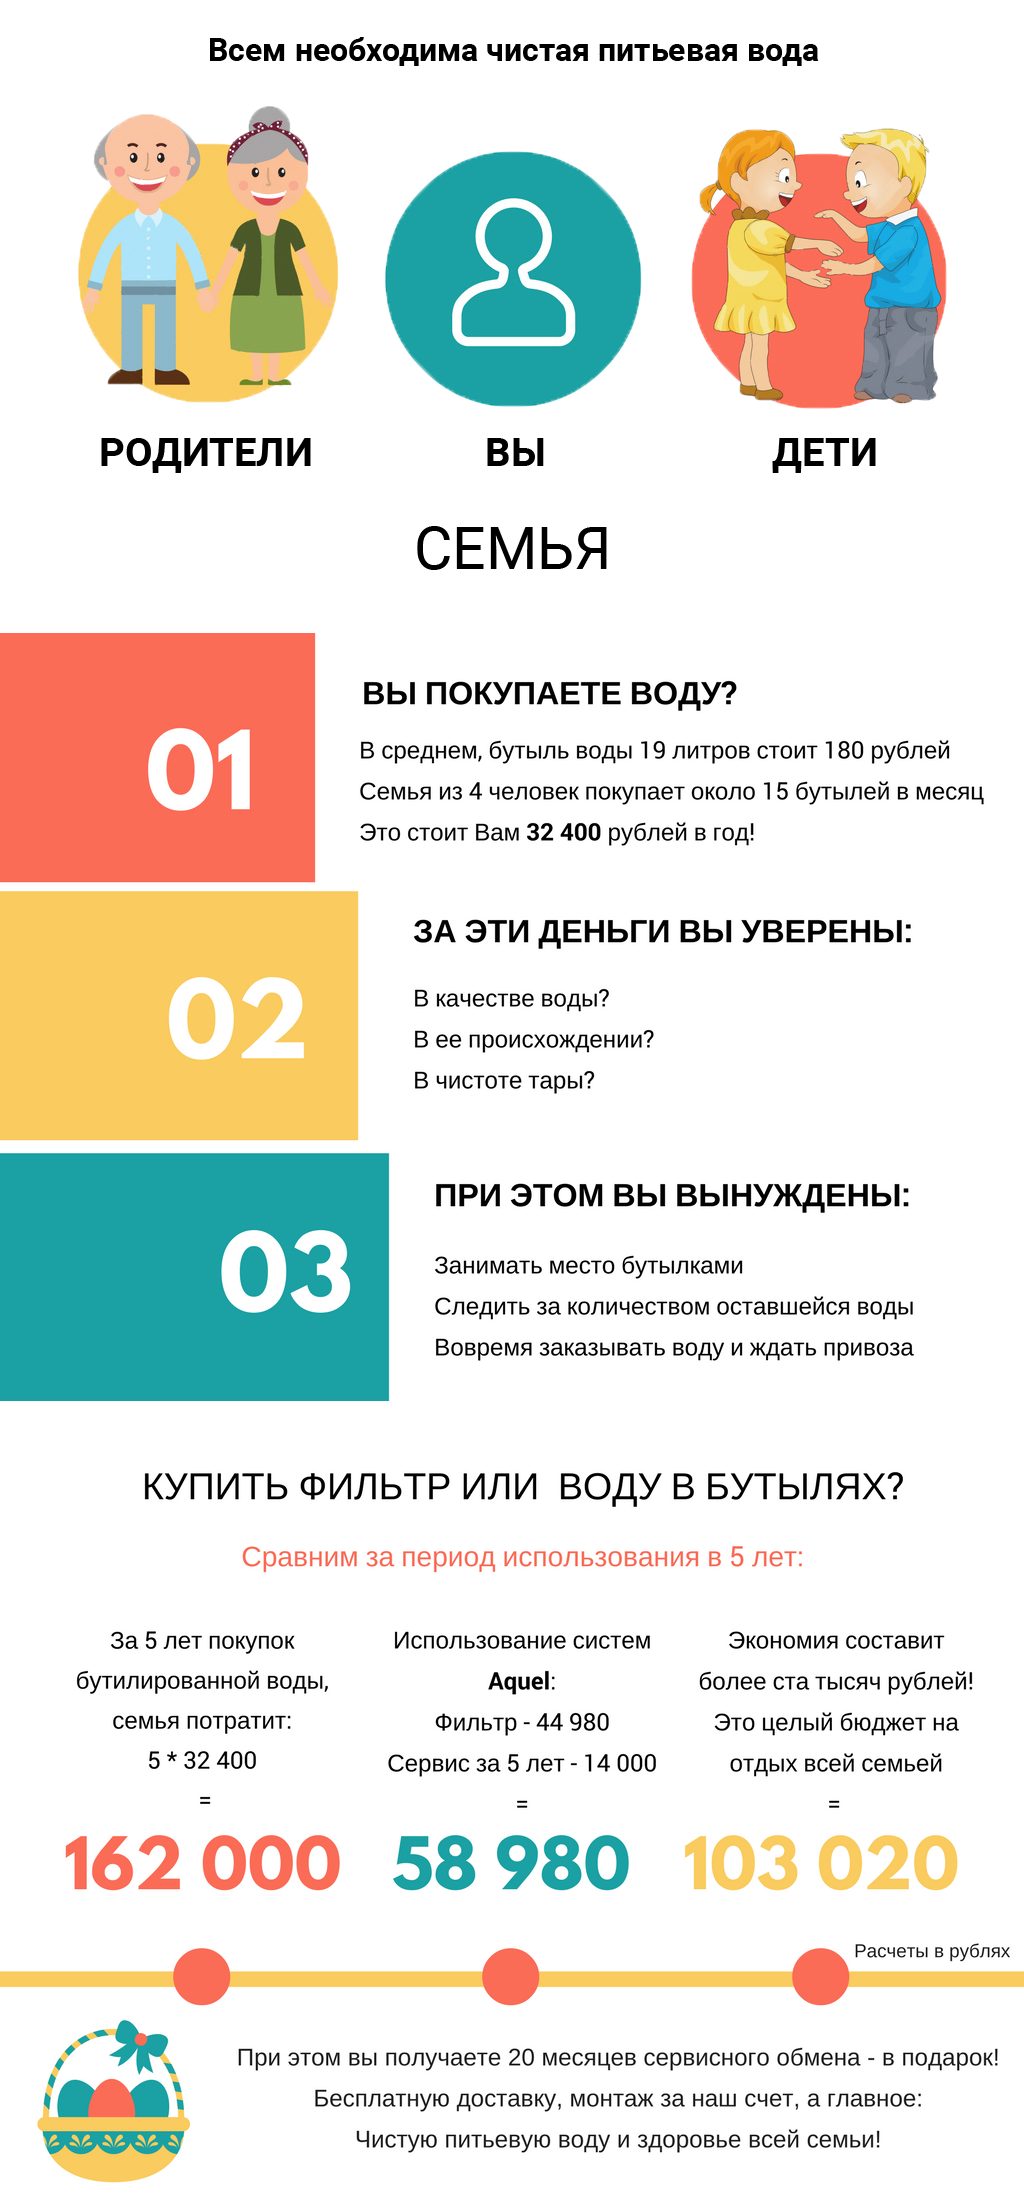 Всем необходима чистая питьевая вода
РОДИТЕЛИ
ВЫ
ДЕТИ
СЕМЬЯ
01
ВЫ ПОКУПАЕТЕ ВОДУ?
В среднем, бутыль воды 19 литров стоит 180 рублей
Семья из 4 человек покупает около 15 бутылей в месяц
Это стоит Вам 32 400 рублей в год!
02
ЗА ЭТИ ДЕНЬГИ ВЫ УВЕРЕНЫ:
В качестве воды?
В ее происхождении?
В чистоте тары?
03
ПРИ ЭТОМ ВЫ ВЫНУЖДЕНЫ:
Занимать место бутылками
Следить за количеством оставшейся воды
Вовремя заказывать воду и ждать привоза
КУПИТЬ ФИЛЬТР ИЛИ ВОДУ В БУТЫЛЯХ?
Сравним за период использования в 5 лет:
За 5 лет покупок
бутилированной воды,
семья потратит:
5 * 32 400
=
162 000
Использование систем
Aquel:
Фильтр - 44 980
Сервис за 5 лет - 14 000
=
58 980
Экономия составит
более ста тысяч рублей!
Это целый бюджет на
отдых всей семьей
=
103 020
Расчеты в рублях
При этом вы получаете 20 месяцев сервисного обмена - в подарок!
Бесплатную доставку, монтаж за наш счет, а главное:
Чистую питьевую воду и здоровье всей семьи!